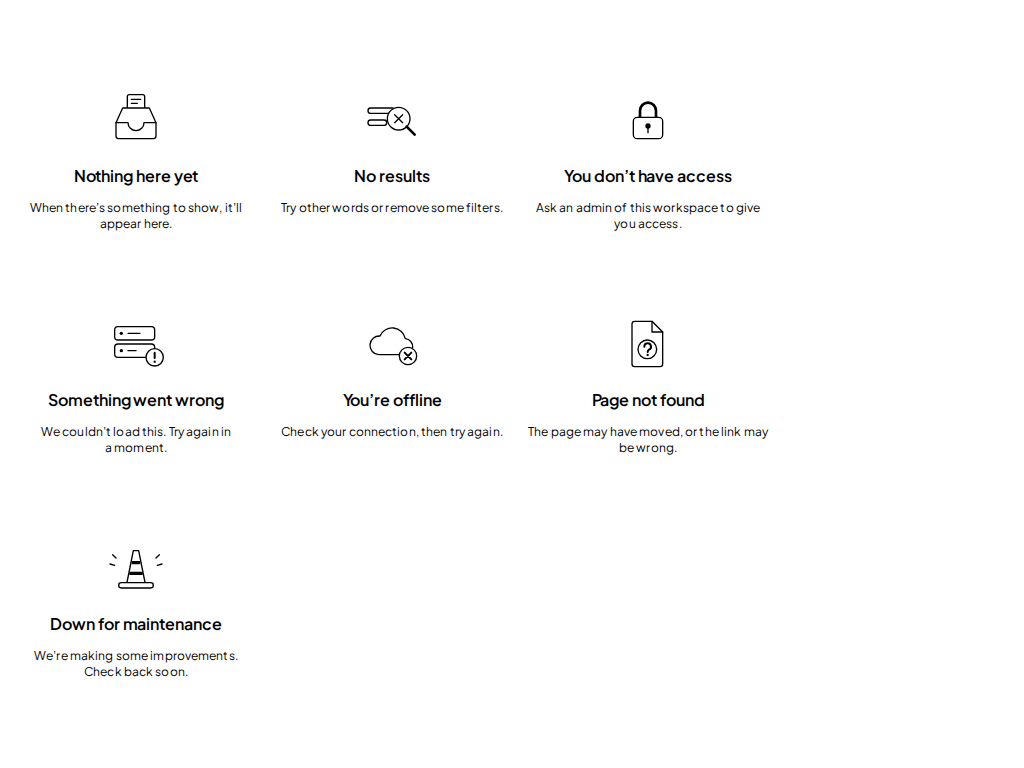 Nothing here yet
When there's something to show, it'll
appear here.
No results
Try other words or remove some filters.
You don’t have access
Ask an admin of this workspace to give
you access.
Something went wrong
We couldn't load this. Try again in
a moment.
You’re offline
Check your connection, then try again.
Page not found
The page may have moved, or the link may
be wrong.
Down for maintenance
We're making some improvements.
Check back soon.